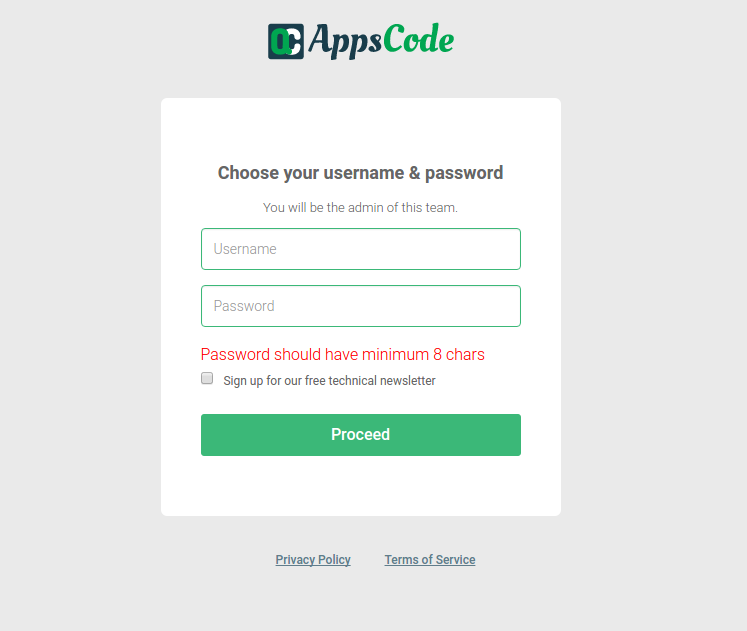 AppsCode
Choose your username & password
You will be the admin of this team.
Username
Password
Password should have minimum 8 chars
Sign up for our free technical newsletter
Proceed
Privacy Policy Terms of Service